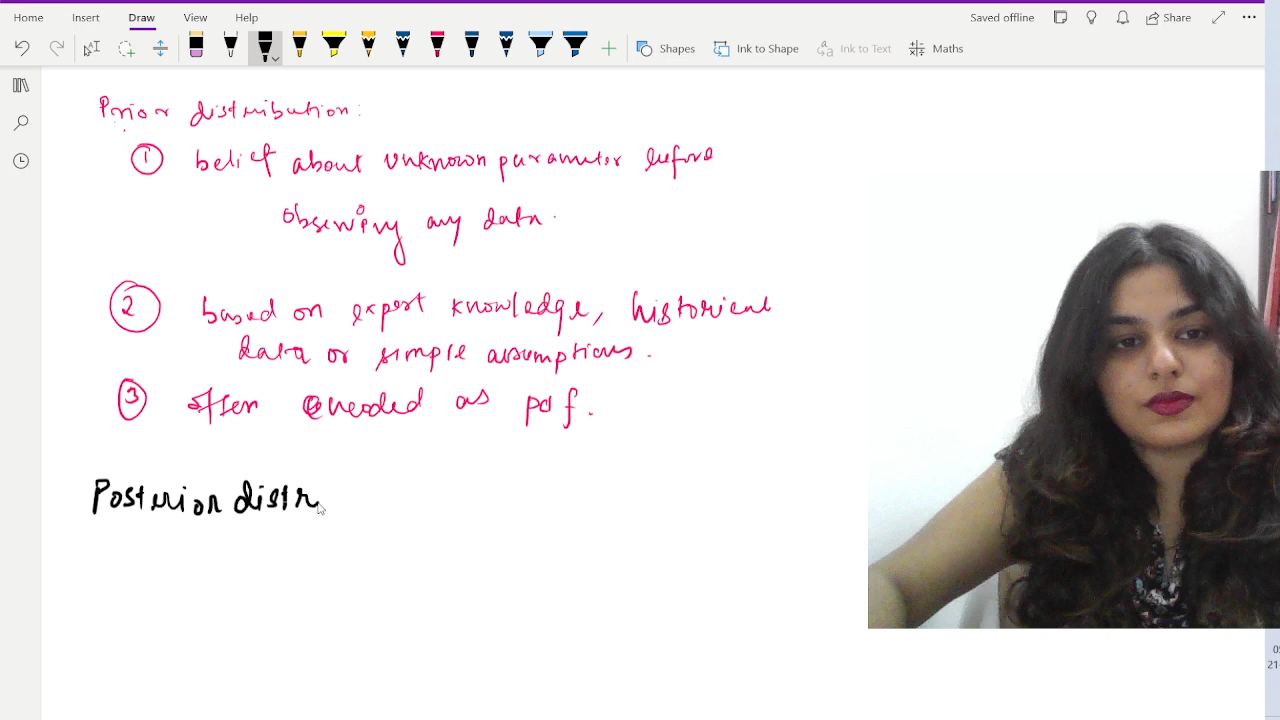 Home Insert Draw View Help Saved offline Share
Shapes Ink to Shape Ink to Text Maths
Prior distribution:
① belief about unknown parameter before
observing any data.
② based on expert knowledge, historical
data or simple assumptions.
③ often encoded as pdf.
Posterior distr
05
21-